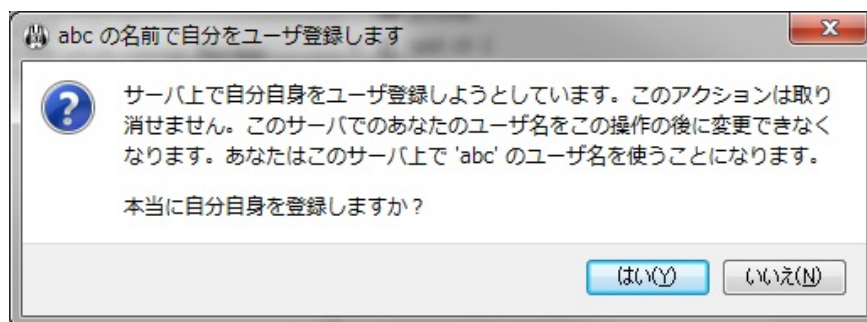 abc の名前で自分をユーザ登録します
サーバ上で自分自身をユーザ登録しようとしています。このアクションは取り
消せません。このサーバでのあなたのユーザ名をこの操作の後に変更できなく
なります。あなたはこのサーバ上で 'abc' のユーザ名を使うことになります。
本当に自分自身を登録しますか？
はい(Y) いいえ(N)